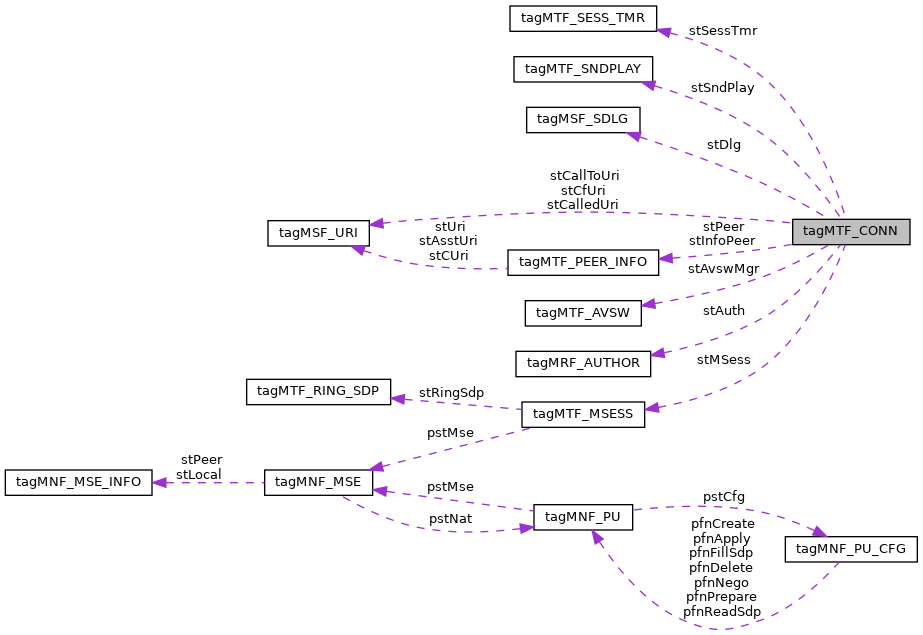 tagMTF_SESS_TMR
stSessTmr
tagMTF_SNDPLAY
stSndPlay
tagMSF_SDLG
stDlg
stCallToUri
stCfUri
stCalledUri
tagMSF_URI
stUri
stAsstUri
stCUri
stPeer
stInfoPeer
tagMTF_CONN
tagMTF_PEER_INFO
stAvswMgr
tagMTF_AVSW
stAuth
tagMRF_AUTHOR
stMSess
tagMTF_RING_SDP
stRingSdp
tagMTF_MSESS
pstMse
stPeer
stLocal
tagMNF_MSE_INFO
tagMNF_MSE
pstMse
pstNat
tagMNF_PU
pstCfg
pfnCreate
pfnApply
pfnFillSdp
pfnDelete
pfnNego
pfnPrepare
pfnReadSdp
tagMNF_PU_CFG